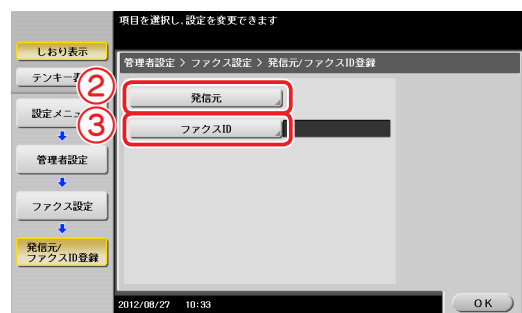 項目を選択し､設定を変更できます
しおり表示
管理者設定 > ファクス設定 > 発信元/ファクスID登録
テンキー
②
発信元
設定メニュー
③
ファクスID
管理者設定
ファクス設定
発信元/
ファクスID登録
2012/08/27 10:33
OK